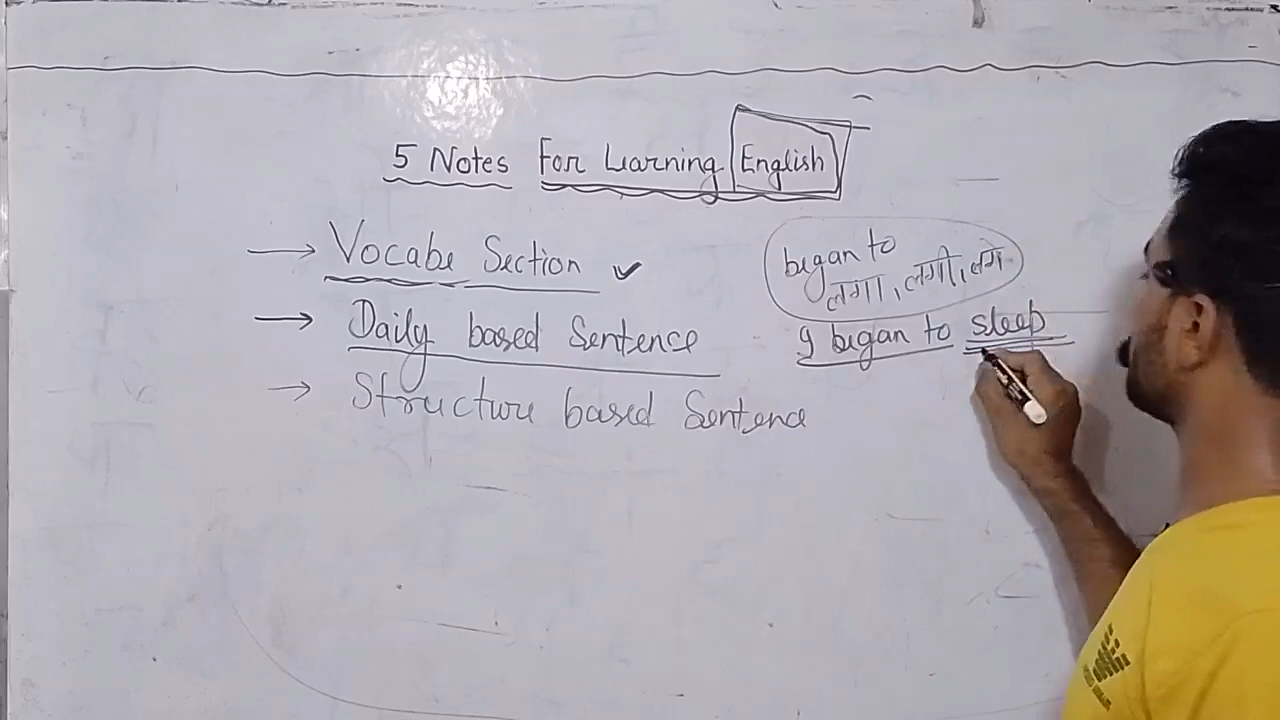 5 Notes For Learning English
→ Vocabe Section ✓
→ Daily based Sentence
→ Structure based Sentence
began to
लगा, लगी, लगे
I began to sleep